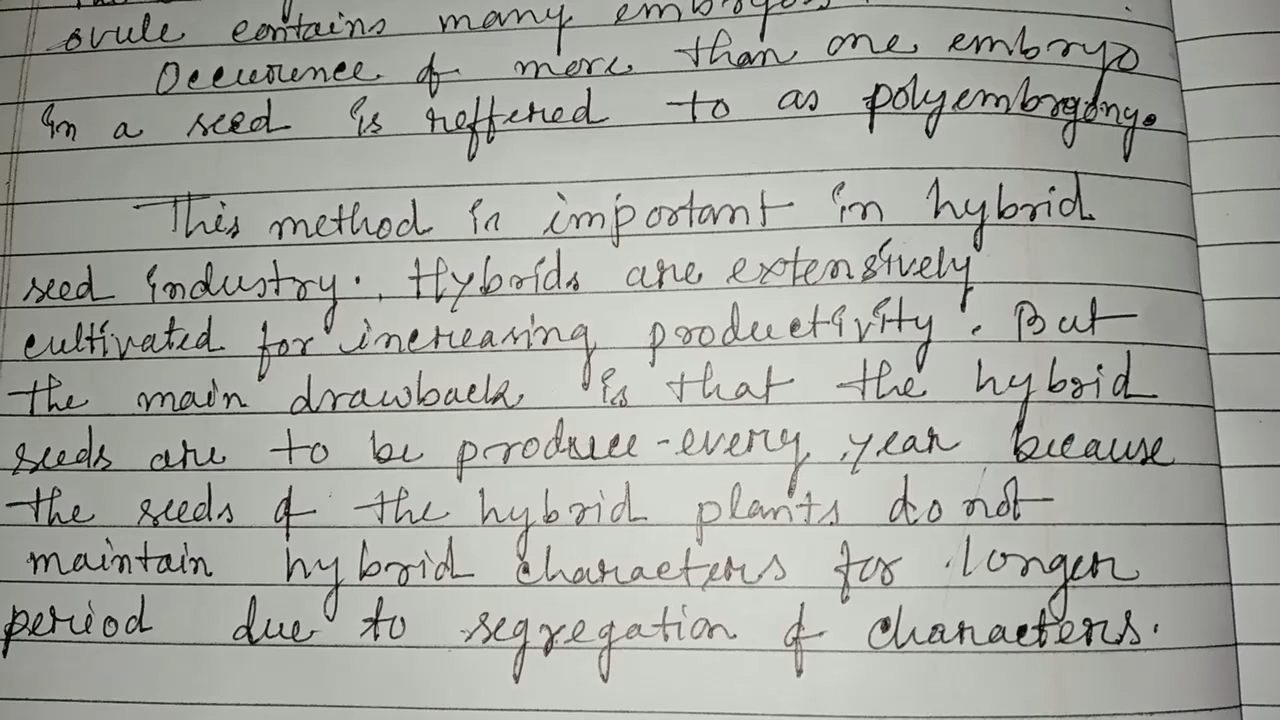 ovule contains many embryos.
Occurence of more than one embryo
in a seed is reffered to as polyembryony.
This method is important in hybrid
seed industry. Hybrids are extensively
cultivated for increasing productivity. But
the main drawback is that the hybrid
seeds are to be produce every year because
the seeds of the hybrid plants do not
maintain hybrid characters for longer
period due to segregation of characters.